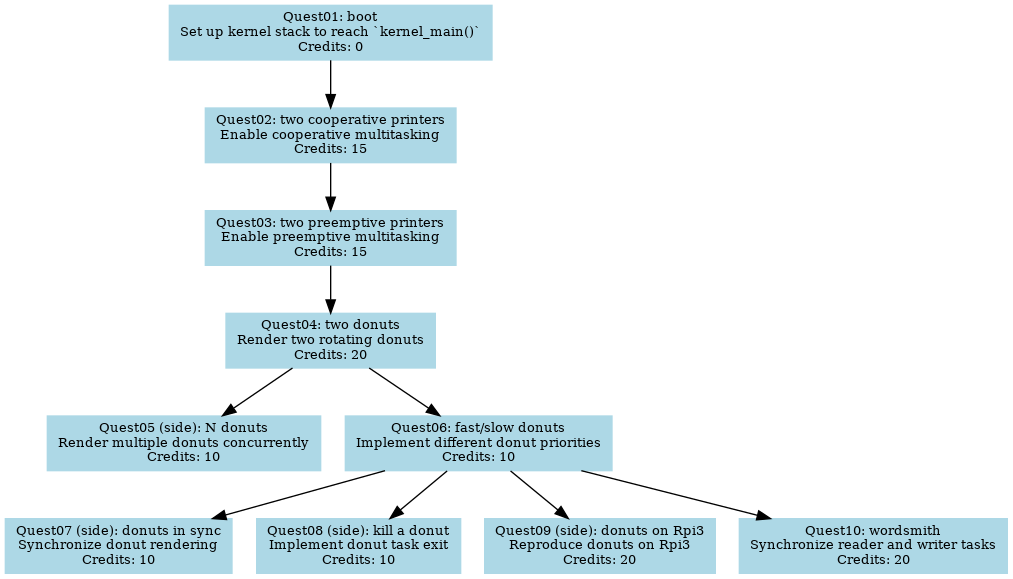 Quest01: boot
Set up kernel stack to reach `kernel_main()`
Credits: 0
Quest02: two cooperative printers
Enable cooperative multitasking
Credits: 15
Quest03: two preemptive printers
Enable preemptive multitasking
Credits: 15
Quest04: two donuts
Render two rotating donuts
Credits: 20
Quest05 (side): N donuts
Render multiple donuts concurrently
Credits: 10
Quest06: fast/slow donuts
Implement different donut priorities
Credits: 10
Quest07 (side): donuts in sync
Synchronize donut rendering
Credits: 10
Quest08 (side): kill a donut
Implement donut task exit
Credits: 10
Quest09 (side): donuts on Rpi3
Reproduce donuts on Rpi3
Credits: 20
Quest10: wordsmith
Synchronize reader and writer tasks
Credits: 20